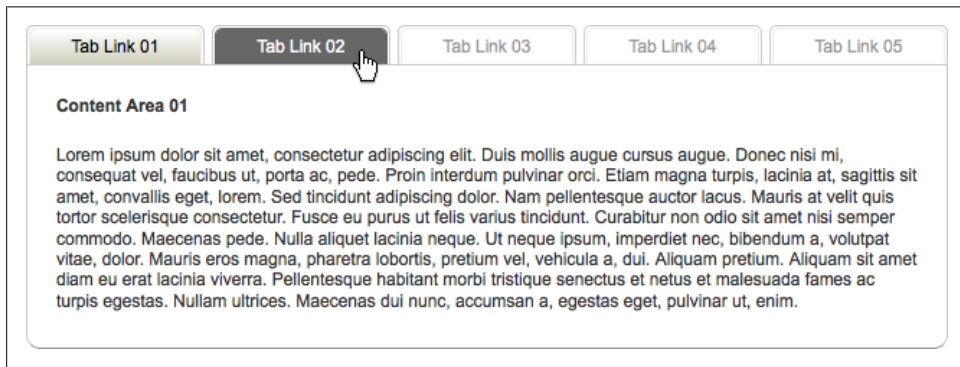 Tab Link 01 Tab Link 02 Tab Link 03 Tab Link 04 Tab Link 05
Content Area 01
Lorem ipsum dolor sit amet, consectetur adipiscing elit. Duis mollis augue cursus augue. Donec nisi mi,
consequat vel, faucibus ut, porta ac, pede. Proin interdum pulvinar orci. Etiam magna turpis, lacinia at, sagittis sit
amet, convallis eget, lorem. Sed tincidunt adipiscing dolor. Nam pellentesque auctor lacus. Mauris at velit quis
tortor scelerisque consectetur. Fusce eu purus ut felis varius tincidunt. Curabitur non odio sit amet nisi semper
commodo. Maecenas pede. Nulla aliquet lacinia neque. Ut neque ipsum, imperdiet nec, bibendum a, volutpat
vitae, dolor. Mauris eros magna, pharetra lobortis, pretium vel, vehicula a, dui. Aliquam pretium. Aliquam sit amet
diam eu erat lacinia viverra. Pellentesque habitant morbi tristique senectus et netus et malesuada fames ac
turpis egestas. Nullam ultrices. Maecenas dui nunc, accumsan a, egestas eget, pulvinar ut, enim.